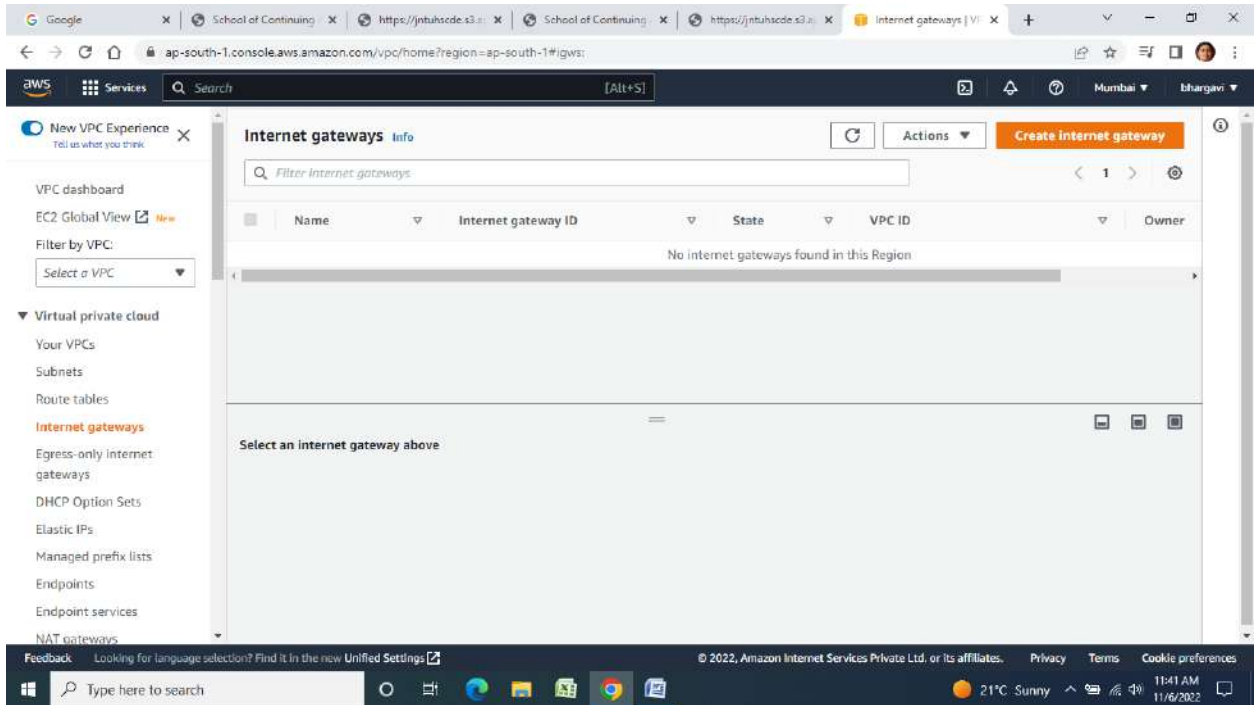 Google
School of Continuing
https://jntuhscde.s3.
School of Continuing
https://jntuhscde.s3.
Internet gateways | V
ap-south-1.console.aws.amazon.com/vpc/home?region=ap-south-1#igws:
aws
Services
Search
[Alt+S]
Mumbai
bhargavi
New VPC Experience
Tell us what you think
VPC dashboard
EC2 Global View New
Filter by VPC:
Select a VPC
Virtual private cloud
Your VPCs
Subnets
Route tables
Internet gateways
Egress-only internet
gateways
DHCP Option Sets
Elastic IPs
Managed prefix lists
Endpoints
Endpoint services
NAT gateways
Internet gateways Info
Actions
Create internet gateway
Filter internet gateways
1
Name
Internet gateway ID
State
VPC ID
Owner
No internet gateways found in this Region
Select an internet gateway above
Feedback
Looking for language selection? Find it in the new Unified Settings
© 2022, Amazon Internet Services Private Ltd. or its affiliates.
Privacy
Terms
Cookie preferences
Type here to search
21°C Sunny
11:41 AM
11/6/2022